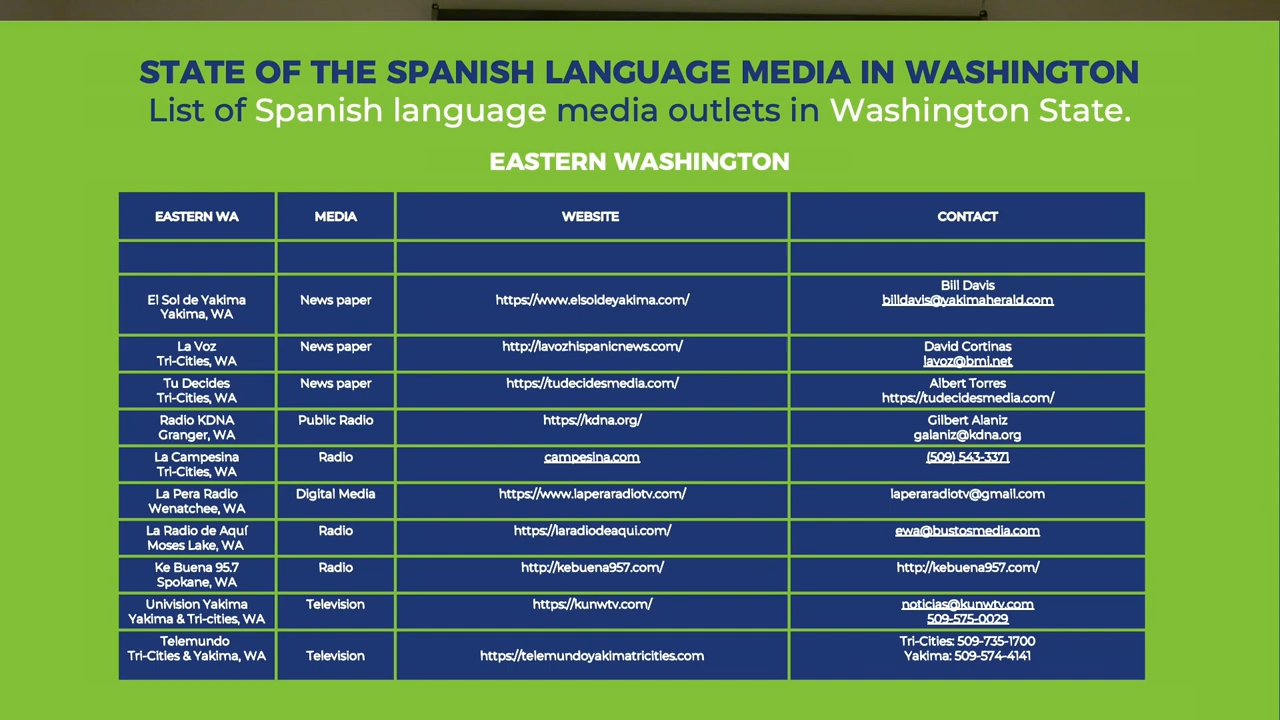 STATE OF THE SPANISH LANGUAGE MEDIA IN WASHINGTON
List of Spanish language media outlets in Washington State.
EASTERN WASHINGTON
EASTERN WA MEDIA WEBSITE CONTACT
El Sol de Yakima
Yakima, WA
News paper
https://www.elsoldeyakima.com/
Bill Davis
billdavis@yakimaherald.com
La Voz
Tri-Cities, WA
News paper
http://lavozhispanicnews.com/
David Cortinas
lavoz@bmi.net
Tu Decides
Tri-Cities, WA
News paper
https://tudecidesmedia.com/
Albert Torres
https://tudecidesmedia.com/
Radio KDNA
Granger, WA
Public Radio
https://kdna.org/
Gilbert Alaniz
galaniz@kdna.org
La Campesina
Tri-Cities, WA
Radio
campesina.com
(509) 543-3371
La Pera Radio
Wenatchee, WA
Digital Media
https://www.laperaradiotv.com/
laperaradiotv@gmail.com
La Radio de Aquí
Moses Lake, WA
Radio
https://laradiodeaqui.com/
ewa@bustosmedia.com
Ke Buena 95.7
Spokane, WA
Radio
http://kebuena957.com/
http://kebuena957.com/
Univision Yakima
Yakima & Tri-cities, WA
Television
https://kunwtv.com/
noticias@kunwtv.com
509-575-0029
Telemundo
Tri-Cities & Yakima, WA
Television
https://telemundoyakimatricities.com
Tri-Cities: 509-735-1700
Yakima: 509-574-4141